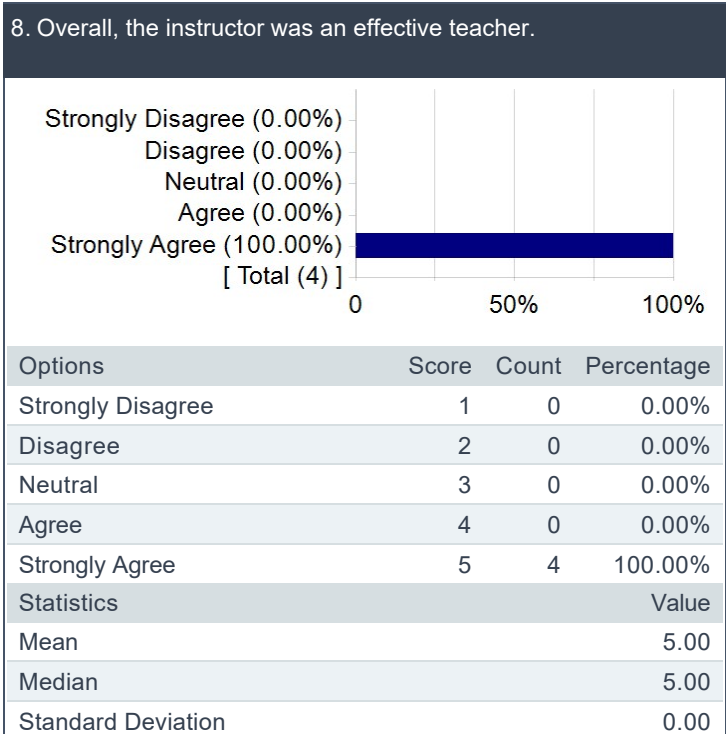 8. Overall, the instructor was an effective teacher.
Strongly Disagree (0.00%)
Disagree (0.00%)
Neutral (0.00%)
Agree (0.00%)
Strongly Agree (100.00%)
[ Total (4) ]
0 50% 100%
Options Score Count Percentage
Strongly Disagree 1 0 0.00%
Disagree 2 0 0.00%
Neutral 3 0 0.00%
Agree 4 0 0.00%
Strongly Agree 5 4 100.00%
Statistics Value
Mean 5.00
Median 5.00
Standard Deviation 0.00